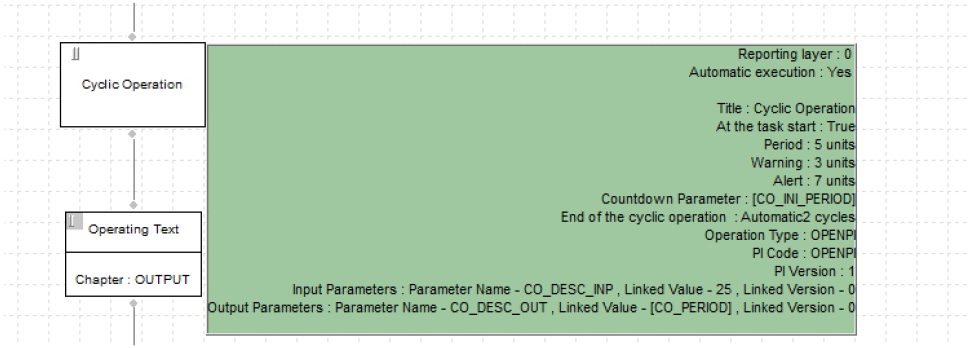 Cyclic Operation
Reporting layer : 0
Automatic execution : Yes
Title : Cyclic Operation
At the task start : True
Period : 5 units
Warning : 3 units
Alert : 7 units
Countdown Parameter : [CO_INI_PERIOD]
End of the cyclic operation : Automatic2 cycles
Operation Type : OPENPI
PI Code : OPENPI
PI Version : 1
Input Parameters : Parameter Name - CO_DESC_INP , Linked Value - 25 , Linked Version - 0
Output Parameters : Parameter Name - CO_DESC_OUT , Linked Value - [CO_PERIOD] , Linked Version - 0
Operating Text
Chapter : OUTPUT